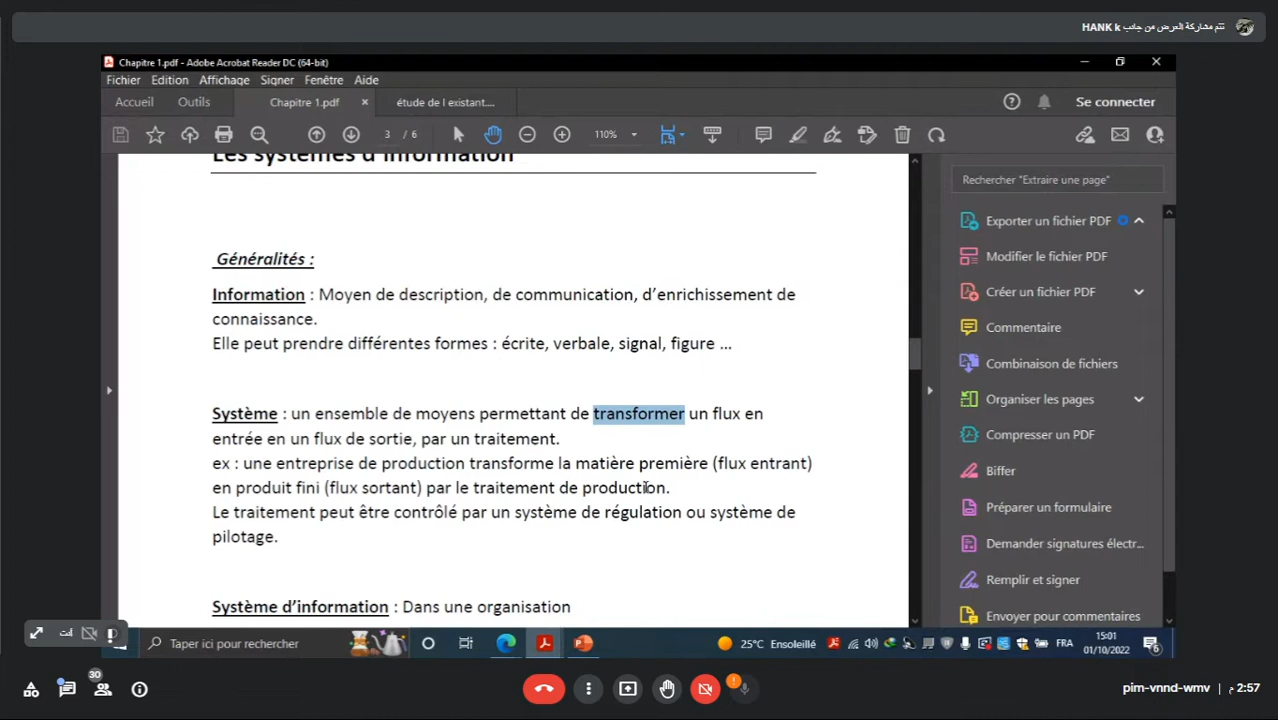 تتم مشاركة العرض من جانب HANK k
Chapitre 1.pdf - Adobe Acrobat Reader DC (64-bit)
Fichier Edition Affichage Signer Fenêtre Aide
Accueil Outils Chapitre 1.pdf × étude de l existant.... Se connecter
3 / 6 110%
Les systèmes d'information
Rechercher "Extraire une page"
Exporter un fichier PDF
Modifier le fichier PDF
Créer un fichier PDF
Commentaire
Combinaison de fichiers
Organiser les pages
Compresser un PDF
Biffer
Préparer un formulaire
Demander signatures électr...
Remplir et signer
Envoyer pour commentaires
Généralités :
Information : Moyen de description, de communication, d'enrichissement de
connaissance.
Elle peut prendre différentes formes : écrite, verbale, signal, figure ...
Système : un ensemble de moyens permettant de transformer un flux en
entrée en un flux de sortie, par un traitement.
ex : une entreprise de production transforme la matière première (flux entrant)
en produit fini (flux sortant) par le traitement de production.
Le traitement peut être contrôlé par un système de régulation ou système de
pilotage.
Système d'information : Dans une organisation
أنت
Taper ici pour rechercher
25°C Ensoleillé
FRA
15:01
01/10/2022
6
30
pim-vnnd-wmv | 2:57 م